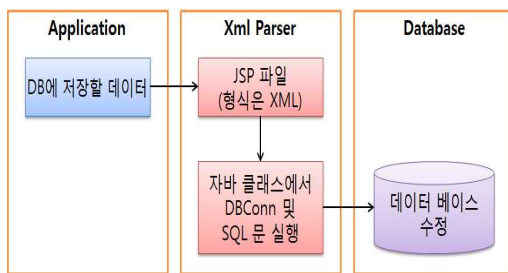 Application
Xml Parser
Database
DB에 저장할 데이터
JSP 파일
(형식은 XML)
자바 클래스에서
DBConn 및
SQL 문 실행
데이터 베이스
수정